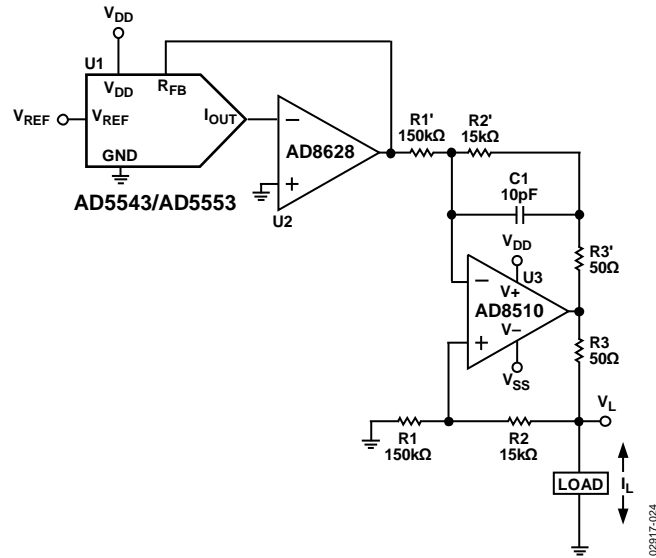 VDD
U1
VDD RFB
VREF VREF IOUT
GND
AD5543/AD5553
−
AD8628
+
U2
R1'
150kΩ
R2'
15kΩ
C1
10pF
R3'
50Ω
VDD
U3
V+
−
AD8510
+
V−
VSS
R3
50Ω
VL
R1
150kΩ
R2
15kΩ
LOAD
IL
02917-024